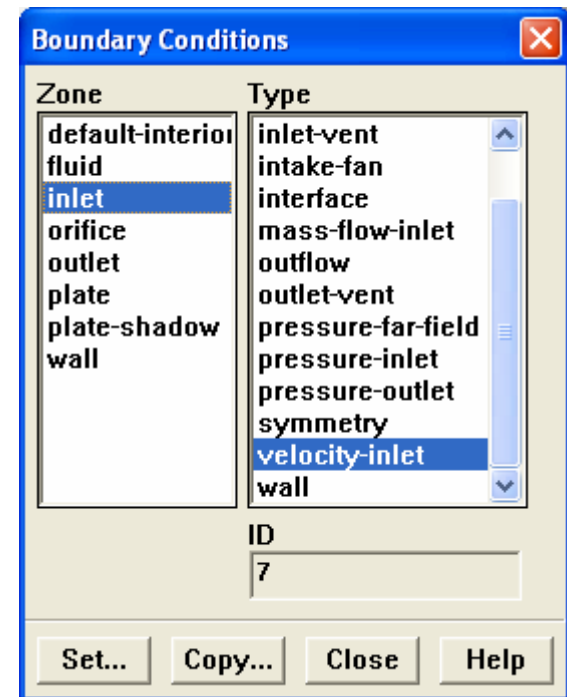 Boundary Conditions
Zone
default-interior
fluid
inlet
orifice
outlet
plate
plate-shadow
wall
Type
inlet-vent
intake-fan
interface
mass-flow-inlet
outflow
outlet-vent
pressure-far-field
pressure-inlet
pressure-outlet
symmetry
velocity-inlet
wall
ID
7
Set...
Copy...
Close
Help